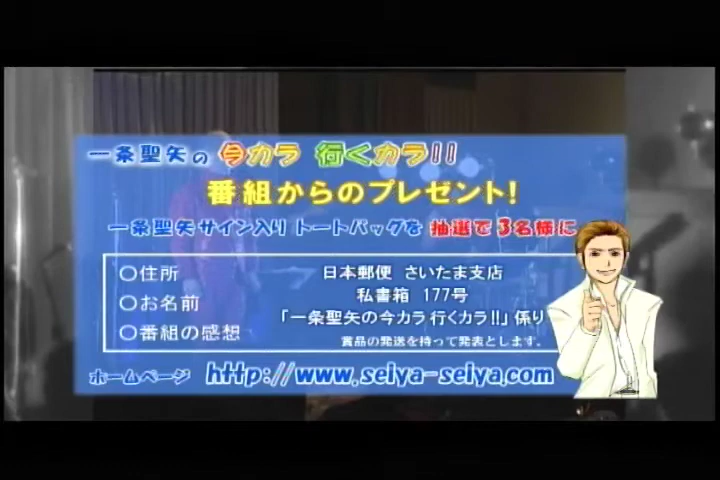 一条聖矢の 今カラ 行くカラ!!
番組からのプレゼント!
一条聖矢サイン入り トートバッグを 抽選で 3名様に
○住所
○お名前
○番組の感想
日本郵便 さいたま支店
私書箱 177号
「一条聖矢の今カラ行くカラ!!」係り
賞品の発送を持って発表とします。
ホームページ http://www.seiya-seiya.com